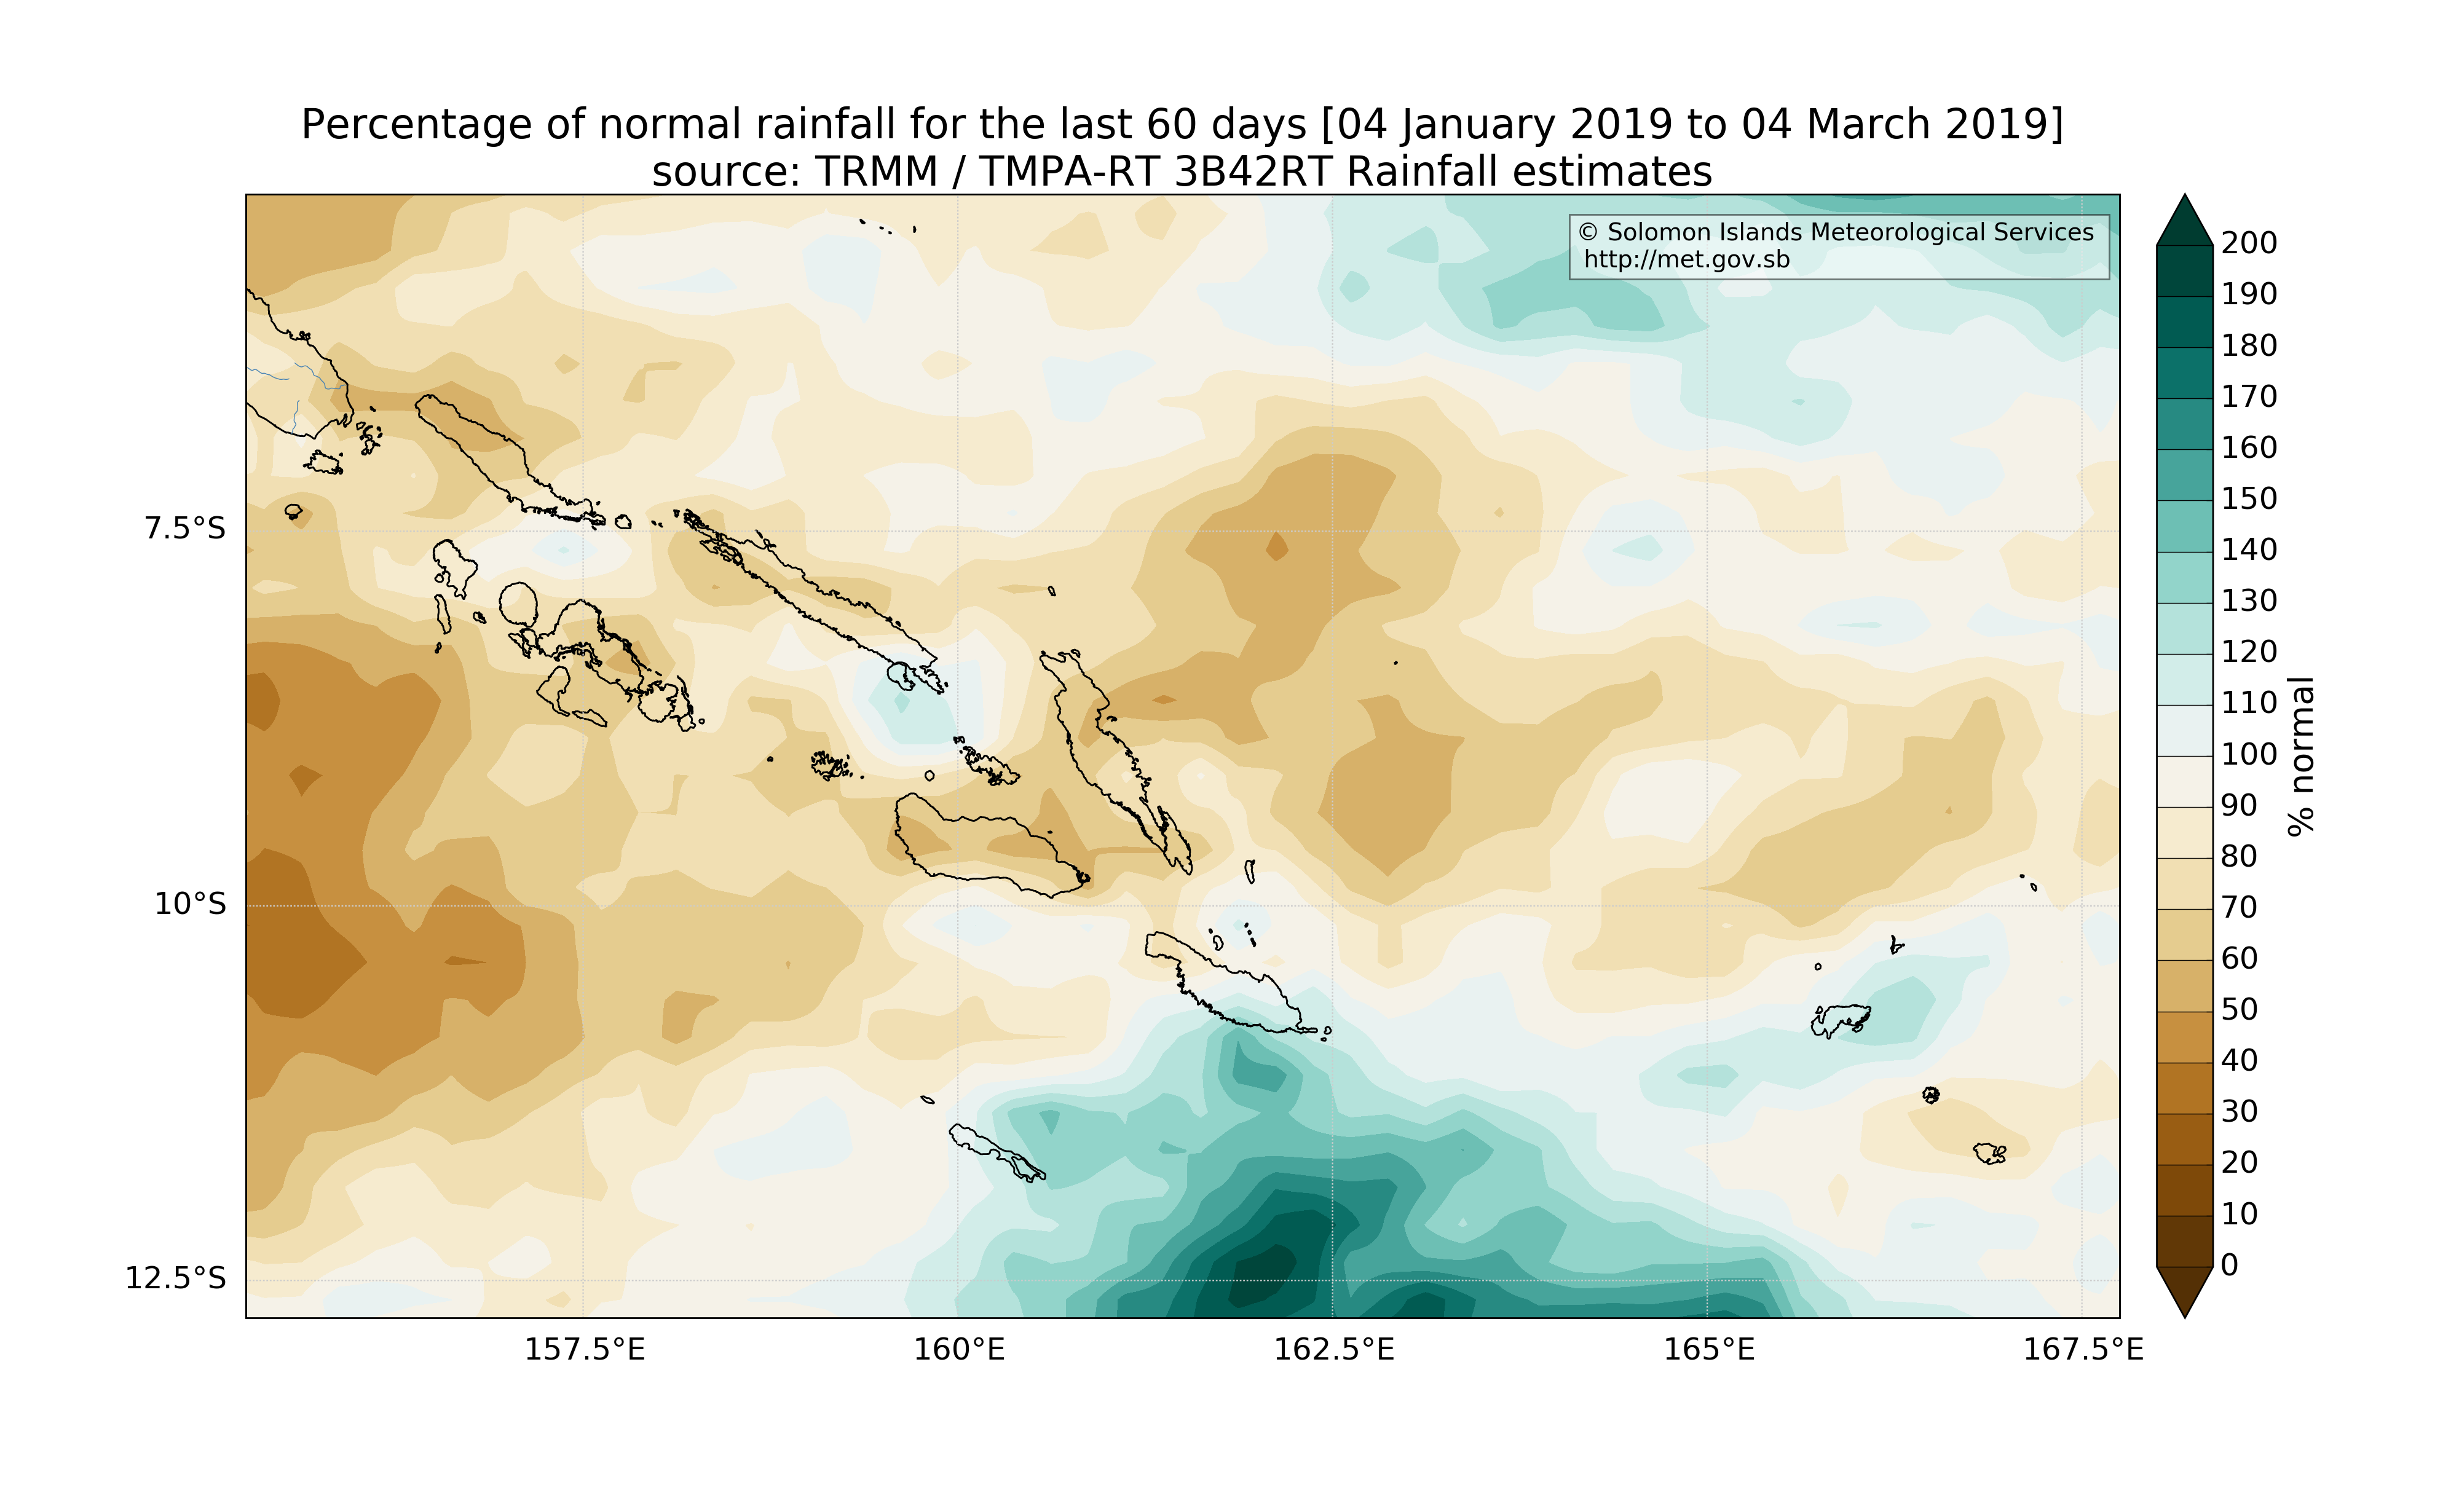 Percentage of normal rainfall for the last 60 days [04 January 2019 to 04 March 2019]
source: TRMM / TMPA-RT 3B42RT Rainfall estimates
© Solomon Islands Meteorological Services
http://met.gov.sb
7.5°S
10°S
12.5°S
157.5°E
160°E
162.5°E
165°E
167.5°E
200
190
180
170
160
150
140
130
120
110
100
90
80
70
60
50
40
30
20
10
0
% normal